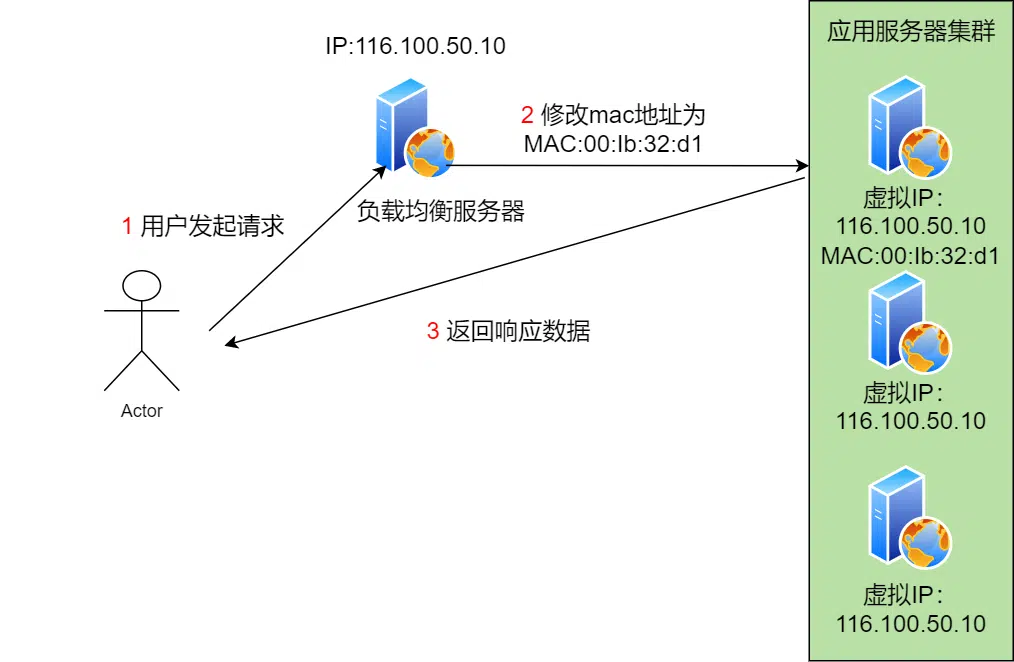 IP:116.100.50.10
应用服务器集群
2 修改mac地址为
MAC:00:Ib:32:d1
负载均衡服务器
1 用户发起请求
虚拟IP：
116.100.50.10
MAC:00:Ib:32:d1
3 返回响应数据
Actor
虚拟IP：
116.100.50.10
虚拟IP：
116.100.50.10